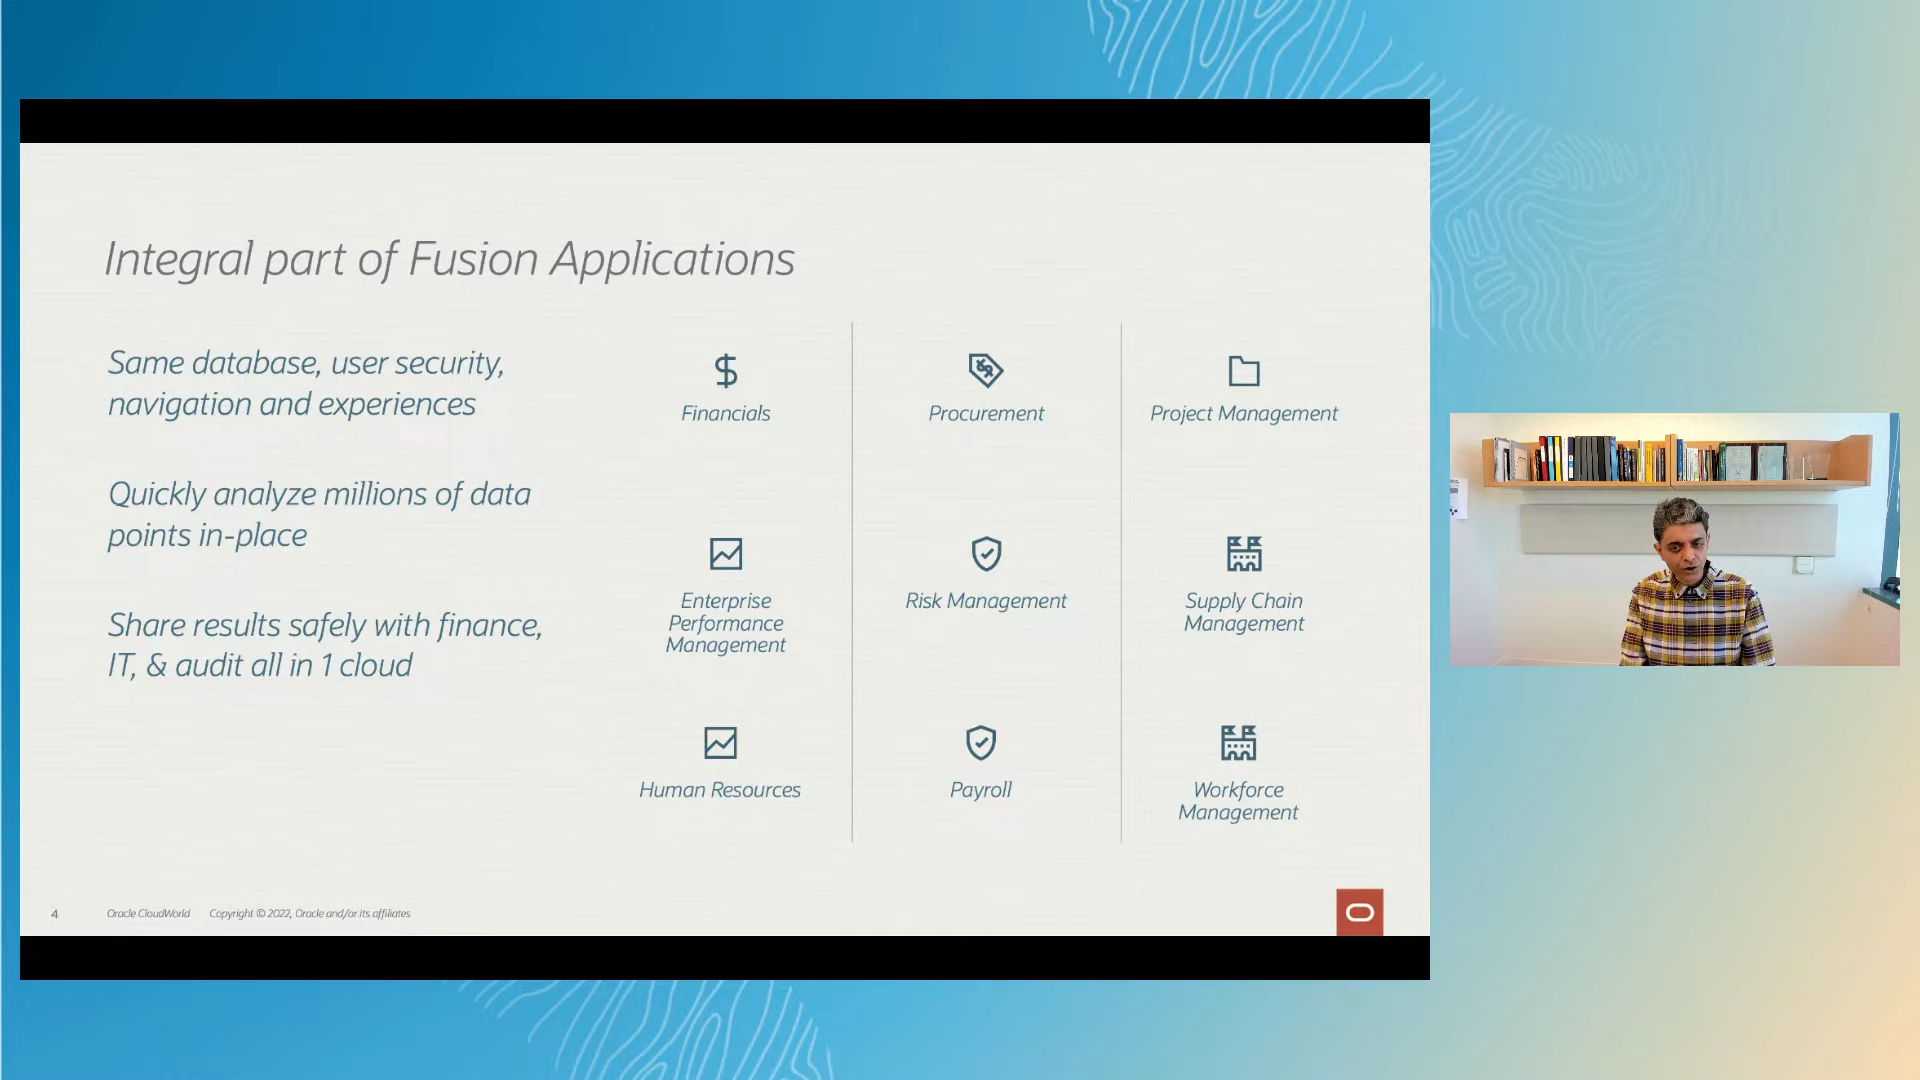 Integral part of Fusion Applications
Same database, user security,
navigation and experiences
Quickly analyze millions of data
points in-place
Share results safely with finance,
IT, & audit all in 1 cloud
Financials
Procurement
Project Management
Enterprise
Performance
Management
Risk Management
Supply Chain
Management
Human Resources
Payroll
Workforce
Management
4
Oracle CloudWorld
Copyright © 2022, Oracle and/or its affiliates